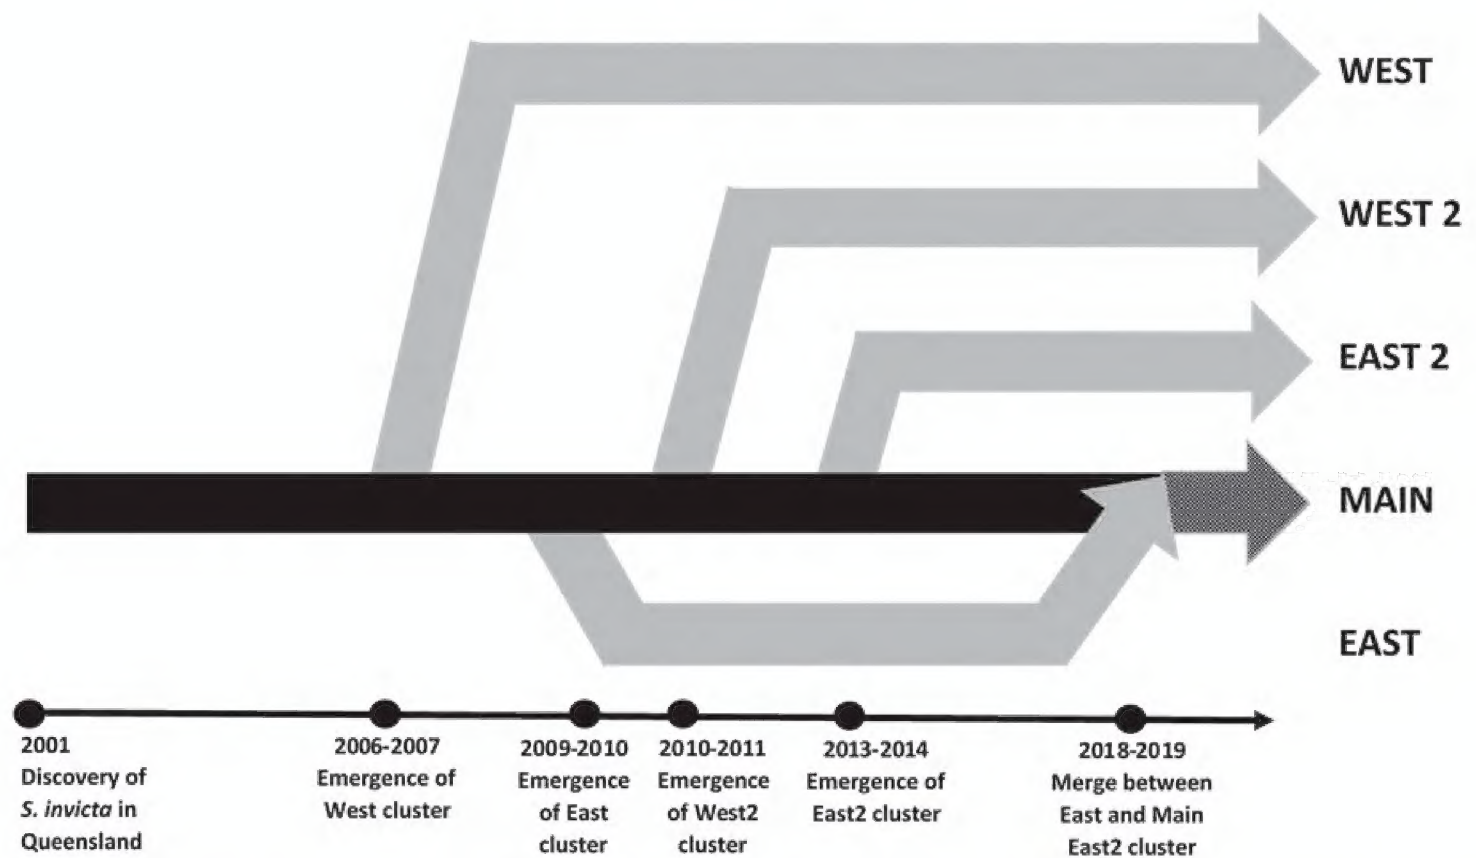 WEST
WEST 2
EAST 2
MAIN
EAST
2001
Discovery of
S. invicta in
Queensland
2006-2007
Emergence of
West cluster
2009-2010
Emergence
of East
cluster
2010-2011
Emergence
of West2
cluster
2013-2014
Emergence of
East2 cluster
2018-2019
Merge between
East and Main
East2 cluster